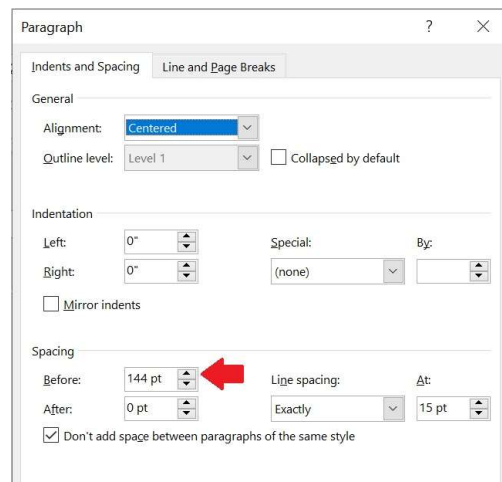 Paragraph ? ×
Indents and Spacing Line and Page Breaks
General
Alignment: Centered
Outline level: Level 1 Collapsed by default
Indentation
Left: 0" Special: By:
Right: 0" (none)
Mirror indents
Spacing
Before: 144 pt Line spacing: At:
After: 0 pt Exactly 15 pt
Don't add space between paragraphs of the same style